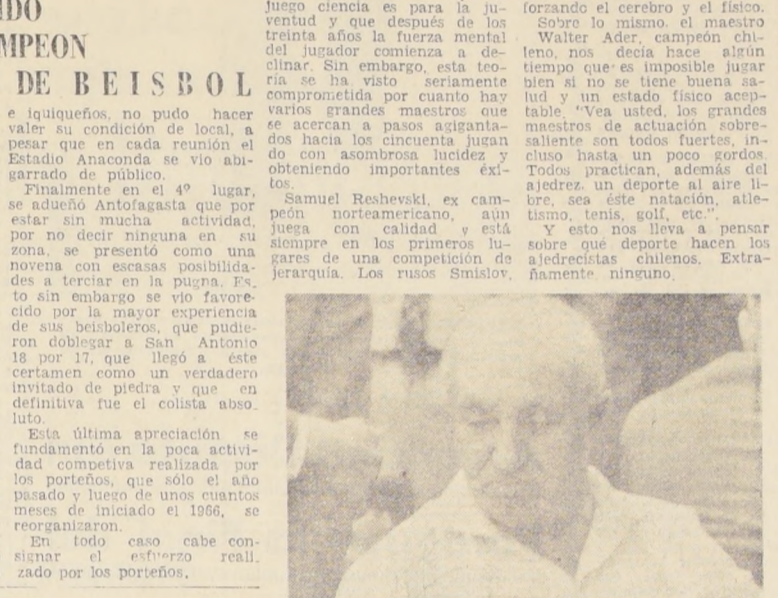 IDO
MPEON
DE BEISBOL
e iquiqueños, no pudo hacer
valer su condición de local, a
pesar que en cada reunión el
Estadio Anaconda se vio abi-
garrado de público.
Finalmente en el 4º lugar,
se adueñó Antofagasta que por
estar sin mucha actividad,
por no decir ninguna en su
zona, se presentó como una
novena con escasas posibilida-
des a terciar en la pugna. Es-
to sin embargo se vio favore-
cido por la mayor experiencia
de sus beisboleros, que pudie-
ron doblegar a San Antonio
18 por 17, que llegó a éste
certamen como un verdadero
invitado de piedra y que en
definitiva fue el colista abso-
luto.
Esta última apreciación se
fundamentó en la poca activi-
dad competiva realizada por
los porteños, que sólo el año
pasado y luego de unos cuantos
meses de iniciado el 1966, se
reorganizaron.
En todo caso cabe con-
signar el esfuerzo reali-
zado por los porteños.
juego ciencia es para la ju-
ventud y que después de los
treinta años la fuerza mental
del jugador comienza a de-
clinar. Sin embargo, esta teo-
ría se ha visto seriamente
comprometida por cuanto hay
varios grandes maestros que
se acercan a pasos agiganta-
dos hacia los cincuenta jugan
do con asombrosa lucidez y
obteniendo importantes éxi-
tos.
Samuel Reshevski, ex cam-
peón norteamericano, aún
juega con calidad y está
siempre en los primeros lu-
gares de una competición de
jerarquía. Los rusos Smislov,
forzando el cerebro y el físico.
Sobre lo mismo, el maestro
Walter Ader, campeón chi-
leno, nos decía hace algún
tiempo que es imposible jugar
bien si no se tiene buena sa-
lud y un estado físico acep-
table. "Vea usted, los grandes
maestros de actuación sobre-
saliente son todos fuertes, in-
cluso hasta un poco gordos.
Todos practican, además del
ajedrez, un deporte al aire li-
bre, sea éste natación, atle-
tismo, tenis, golf, etc.".
Y esto nos lleva a pensar
sobre qué deporte hacen los
ajedrecistas chilenos. Extra-
ñamente, ninguno.